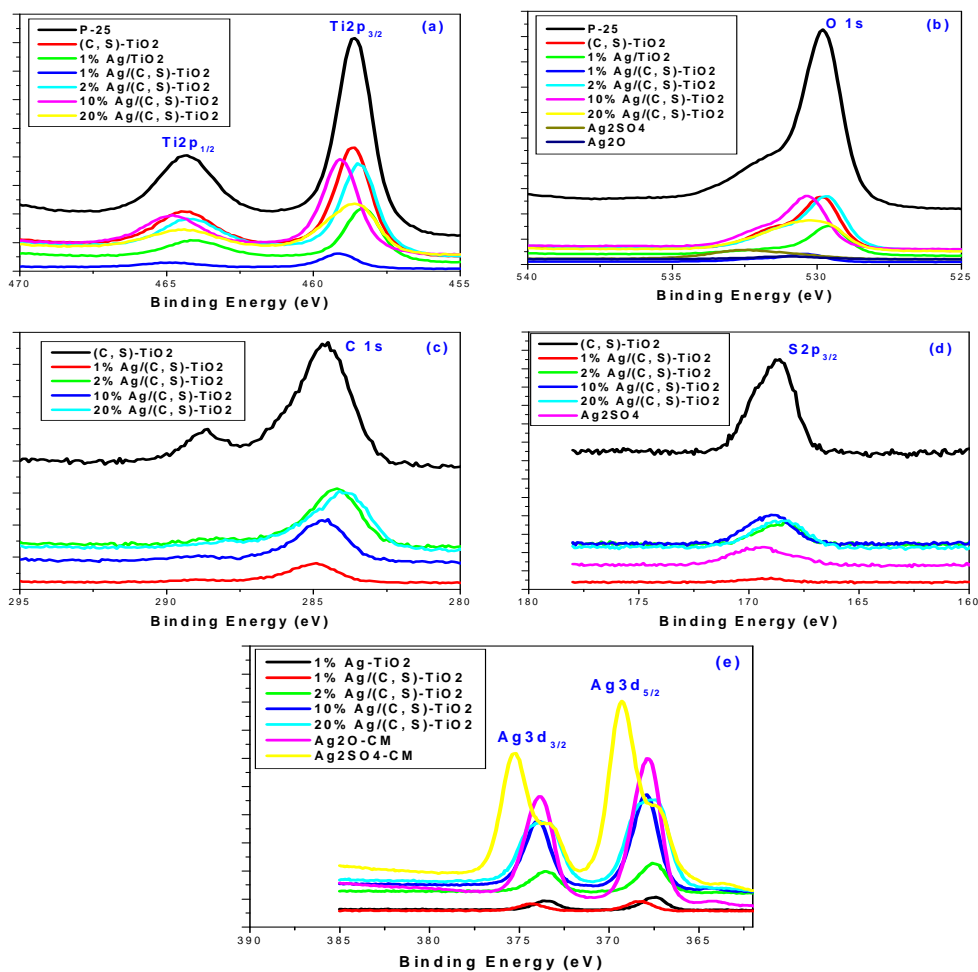 (a)
Ti2p3/2
P-25
(C, S)-TiO2
1% Ag/TiO2
1% Ag/(C, S)-TiO2
2% Ag/(C, S)-TiO2
10% Ag/(C, S)-TiO2
20% Ag/(C, S)-TiO2
Ti2p1/2
470 465 460 455
Binding Energy (eV)
(b)
O 1s
P-25
(C, S)-TiO2
1% Ag/TiO2
1% Ag/(C, S)-TiO2
2% Ag/(C, S)-TiO2
10% Ag/(C, S)-TiO2
20% Ag/(C, S)-TiO2
Ag2SO4
Ag2O
540 535 530 525
Binding Energy (eV)
(c)
C 1s
(C, S)-TiO2
1% Ag/(C, S)-TiO2
2% Ag/(C, S)-TiO2
10% Ag/(C, S)-TiO2
20% Ag/(C, S)-TiO2
295 290 285 280
Binding Energy (eV)
(d)
S2p3/2
(C, S)-TiO2
1% Ag/(C, S)-TiO2
2% Ag/(C, S)-TiO2
10% Ag/(C, S)-TiO2
20% Ag/(C, S)-TiO2
Ag2SO4
180 175 170 165 160
Binding Energy (eV)
(e)
1% Ag-TiO2
1% Ag/(C, S)-TiO2
2% Ag/(C, S)-TiO2
10% Ag/(C, S)-TiO2
20% Ag/(C, S)-TiO2
Ag2O-CM
Ag2SO4-CM
Ag3d5/2
Ag3d3/2
390 385 380 375 370 365
Binding Energy (eV)